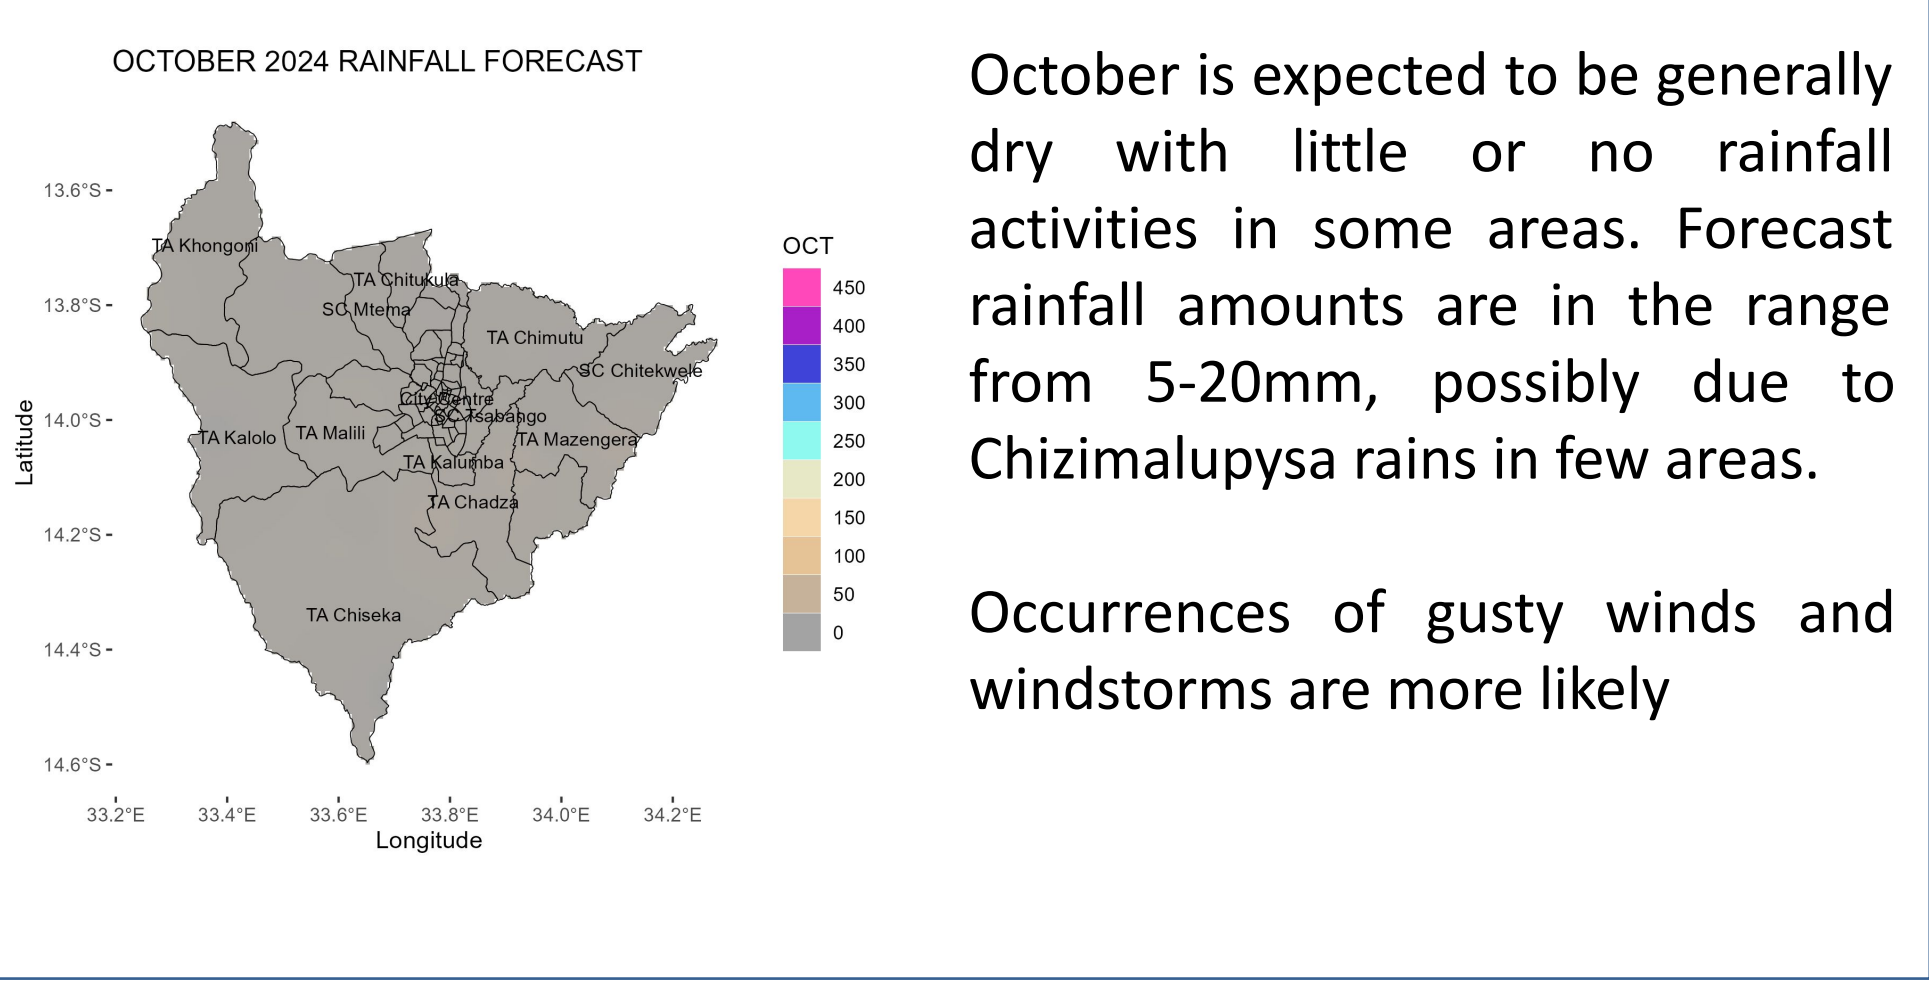 OCTOBER 2024 RAINFALL FORECAST
13.6°S
13.8°S
14.0°S
14.2°S
14.4°S
14.6°S
Latitude
33.2°E
33.4°E
33.6°E
33.8°E
34.0°E
34.2°E
Longitude
TA Khongoni
TA Chitukula
SC Mtema
TA Chimutu
SC Chitekwele
City Centre
SC Tsabango
TA Kalolo
TA Malili
TA Mazengera
TA Kalumba
TA Chadza
TA Chiseka
OCT
450
400
350
300
250
200
150
100
50
0
October is expected to be generally
dry with little or no rainfall
activities in some areas. Forecast
rainfall amounts are in the range
from 5-20mm, possibly due to
Chizimalupysa rains in few areas.
Occurrences of gusty winds and
windstorms are more likely